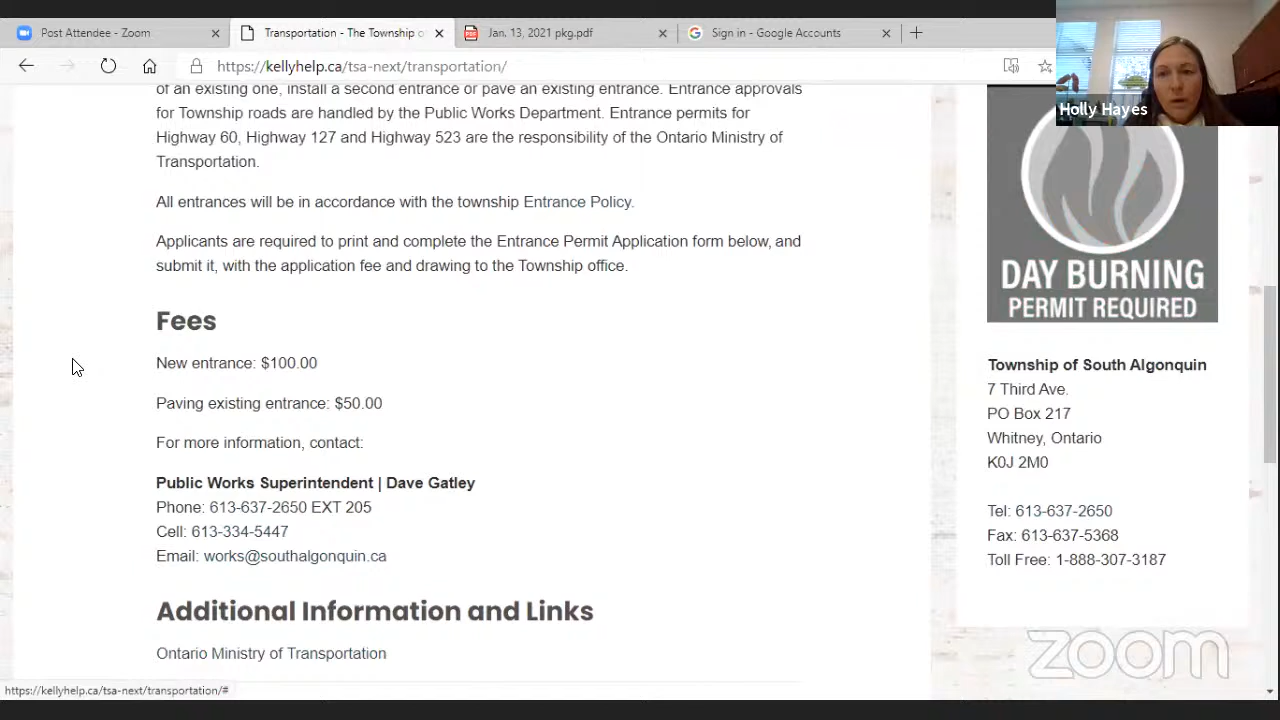 Post Attendee - Zoom
Transportation - The Township o
Jan. 13, 2021 pkg.pdf
Sign in - Google Accounts
https://kellyhelp.ca/tsa-next/transportation/
Holly Hayes
of an existing one, install a second entrance or pave an existing entrance. Entrance approvals
for Township roads are handled by the Public Works Department. Entrance permits for
Highway 60, Highway 127 and Highway 523 are the responsibility of the Ontario Ministry of
Transportation.
All entrances will be in accordance with the township Entrance Policy.
Applicants are required to print and complete the Entrance Permit Application form below, and
submit it, with the application fee and drawing to the Township office.
Fees
New entrance: $100.00
Paving existing entrance: $50.00
For more information, contact:
Public Works Superintendent | Dave Gatley
Phone: 613-637-2650 EXT 205
Cell: 613-334-5447
Email: works@southalgonquin.ca
Additional Information and Links
Ontario Ministry of Transportation
DAY BURNING
PERMIT REQUIRED
Township of South Algonquin
7 Third Ave.
PO Box 217
Whitney, Ontario
K0J 2M0
Tel: 613-637-2650
Fax: 613-637-5368
Toll Free: 1-888-307-3187
zoom
https://kellyhelp.ca/tsa-next/transportation/#